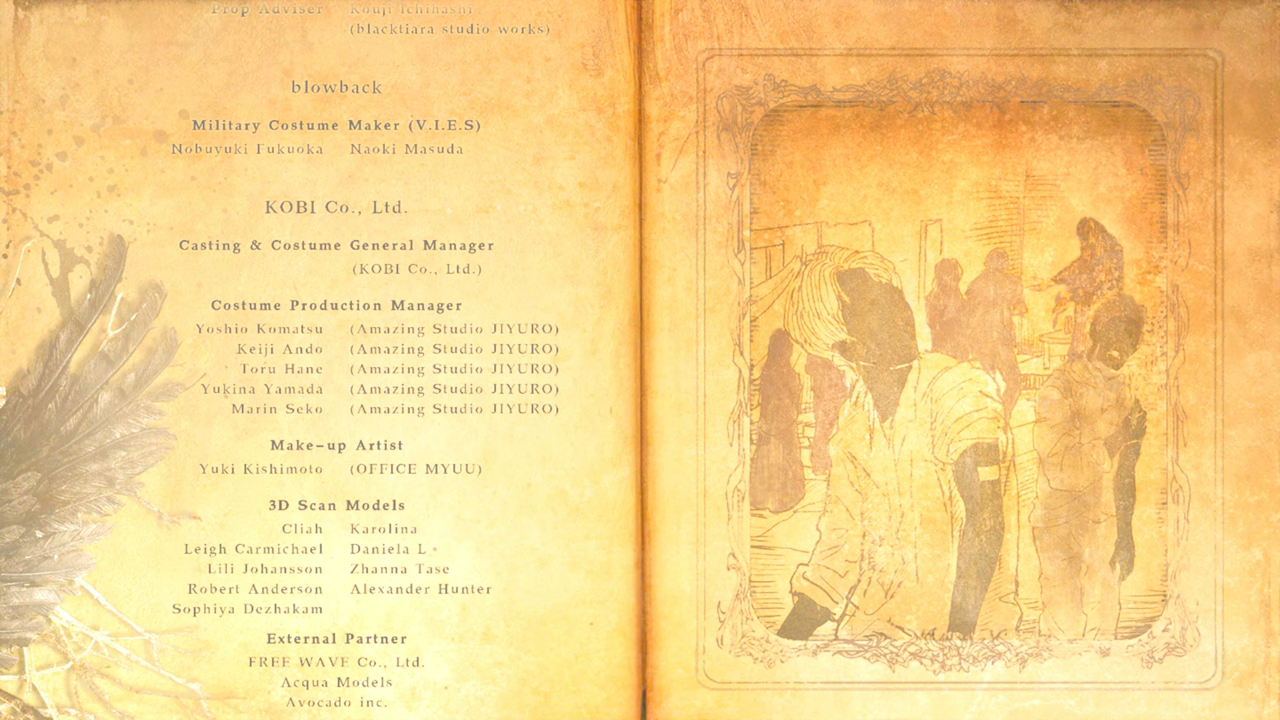 Prop Adviser Kouji Ichihashi
(blacktiara studio works)
blowback
Military Costume Maker (V.I.E.S)
Nobuyuki Fukuoka Naoki Masuda
KOBI Co., Ltd.
Casting & Costume General Manager
(KOBI Co., Ltd.)
Costume Production Manager
Yoshio Komatsu (Amazing Studio JIYURO)
Keiji Ando (Amazing Studio JIYURO)
Toru Hane (Amazing Studio JIYURO)
Yukina Yamada (Amazing Studio JIYURO)
Marin Seko (Amazing Studio JIYURO)
Make-up Artist
Yuki Kishimoto (OFFICE MYUU)
3D Scan Models
Cliah Karolina
Leigh Carmichael Daniela L
Lili Johansson Zhanna Tase
Robert Anderson Alexander Hunter
Sophiya Dezhakam
External Partner
FREE WAVE Co., Ltd.
Acqua Models
Avocado inc.